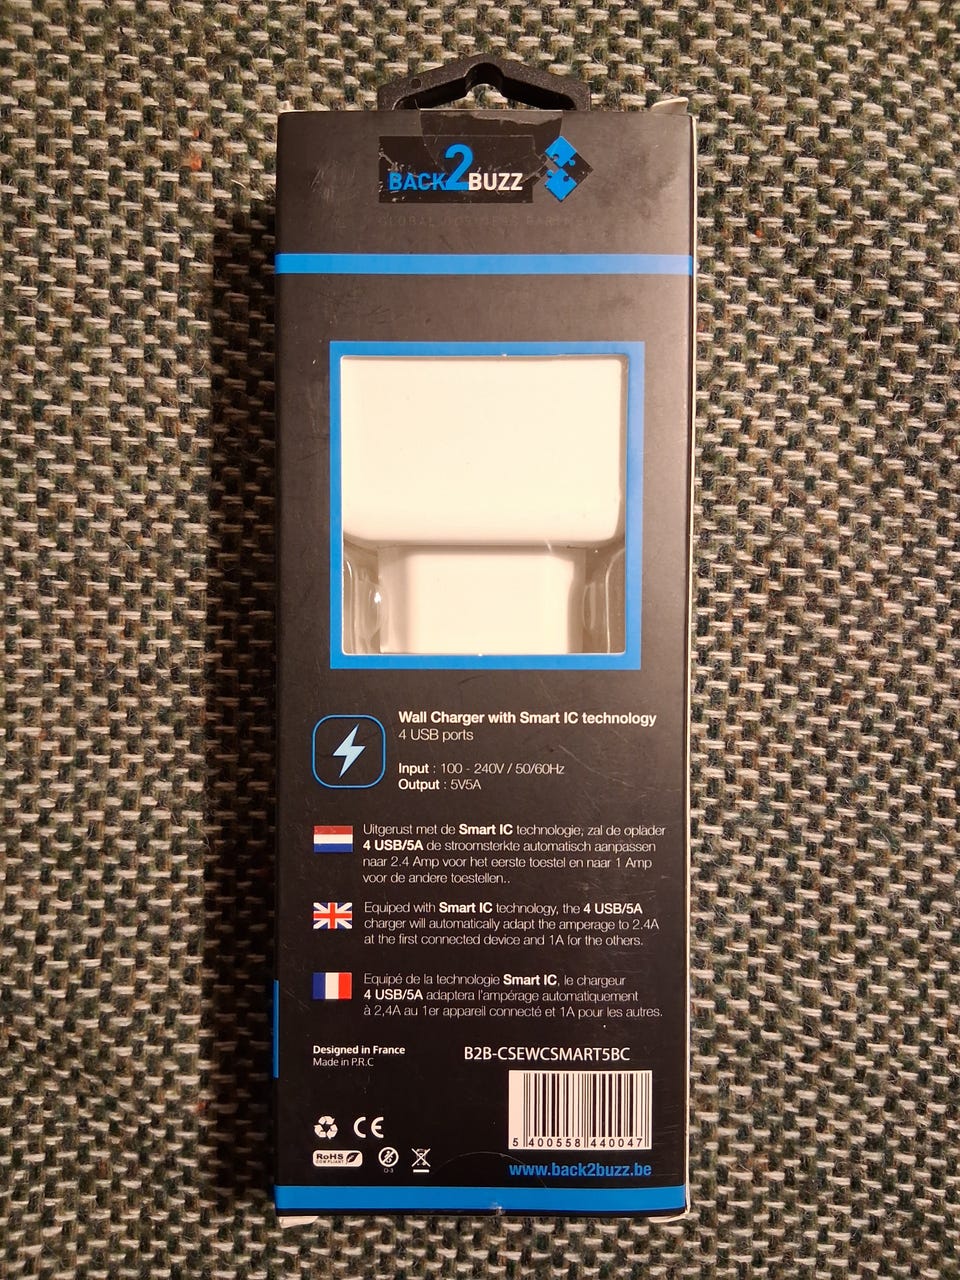 BACK2BUZZ
Wall Charger with Smart IC technology
4 USB ports
Input : 100 - 240V / 50/60Hz
Output : 5V5A
Uitgerust met de Smart IC technologie, zal de oplader
4 USB/5A de stroomsterkte automatisch aanpassen
naar 2.4 Amp voor het eerste toestel en naar 1 Amp
voor de andere toestellen..
Equiped with Smart IC technology, the 4 USB/5A
charger will automatically adapt the amperage to 2.4A
at the first connected device and 1A for the others.
Equipé de la technologie Smart IC, le chargeur
4 USB/5A adaptera l'ampérage automatiquement
à 2,4A au 1er appareil connecté et 1A pour les autres.
Designed in France
Made in P.R.C
B2B-CSEWCSMART5BC
CE
5 400558 440047
RoHS
COMPLIANT
0-3
www.back2buzz.be